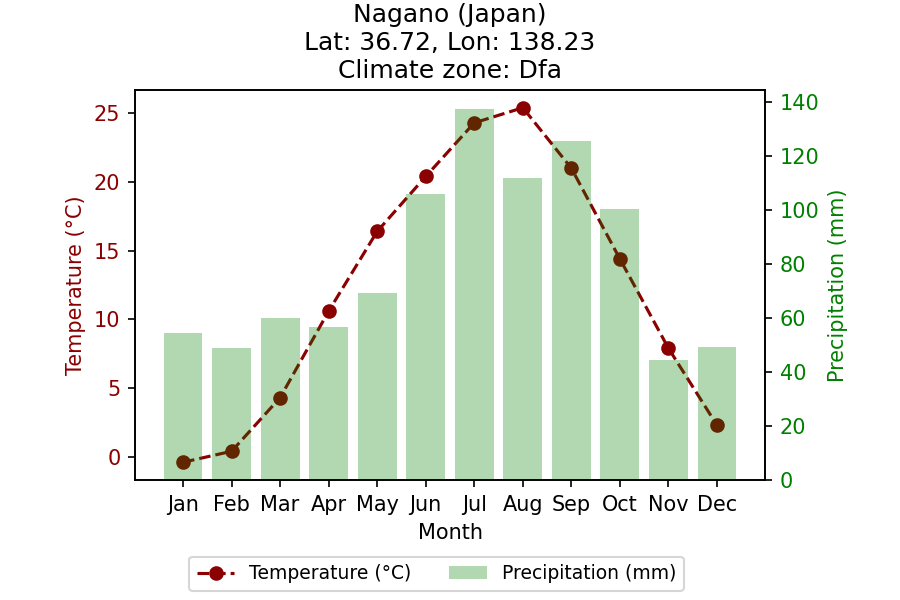 Nagano (Japan)
Lat: 36.72, Lon: 138.23
Climate zone: Dfa
Temperature (°C)
25
20
15
10
5
0
140
120
100
80
60
40
20
0
Precipitation (mm)
Jan Feb Mar Apr May Jun Jul Aug Sep Oct Nov Dec
Month
Temperature (°C) Precipitation (mm)